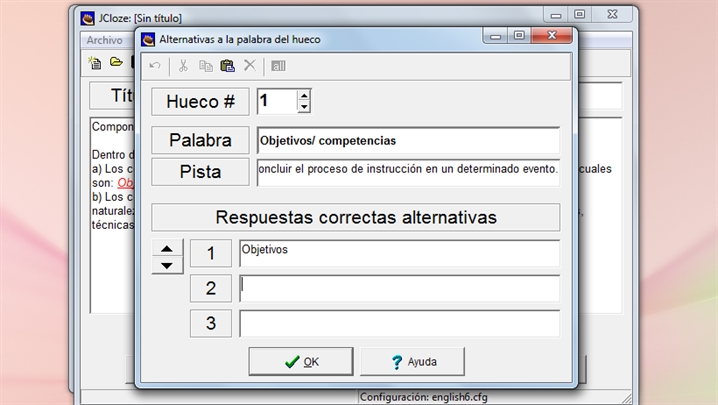 JCloze: [Sin título]
Archivo
Alternativas a la palabra del hueco
Hueco # 1
Palabra Objetivos/ competencias
Pista oncluir el proceso de instrucción en un determinado evento.
Respuestas correctas alternativas
1 Objetivos
2
3
OK Ayuda
Títu
Compon
Dentro d
a) Los c cuales
son: Obj
b) Los c
naturalez
técnicas
Configuración: english6.cfg